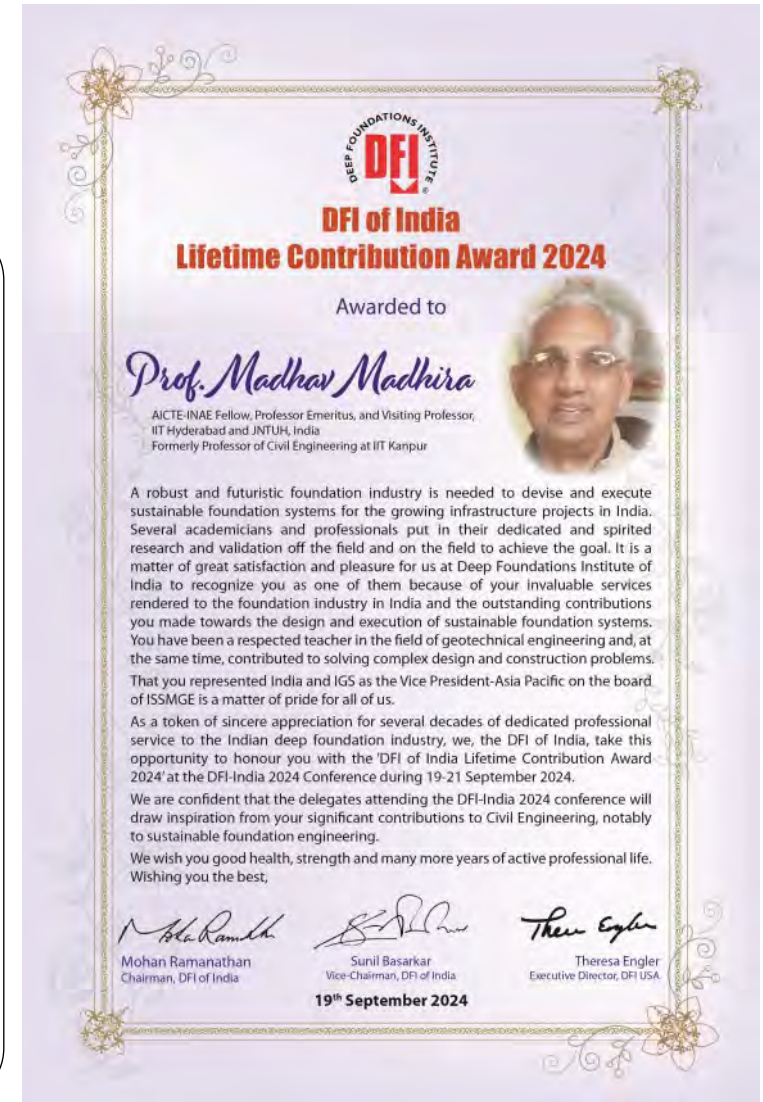 DEEP FOUNDATIONS INSTITUTE
DFI
®
DFI of India
Lifetime Contribution Award 2024
Awarded to
Prof. Madhav Madhira
AICTE-INAE Fellow, Professor Emeritus, and Visiting Professor,
IIT Hyderabad and JNTUH, India
Formerly Professor of Civil Engineering at IIT Kanpur
A robust and futuristic foundation industry is needed to devise and execute
sustainable foundation systems for the growing infrastructure projects in India.
Several academicians and professionals put in their dedicated and spirited
research and validation off the field and on the field to achieve the goal. It is a
matter of great satisfaction and pleasure for us at Deep Foundations Institute of
India to recognize you as one of them because of your invaluable services
rendered to the foundation industry in India and the outstanding contributions
you made towards the design and execution of sustainable foundation systems.
You have been a respected teacher in the field of geotechnical engineering and, at
the same time, contributed to solving complex design and construction problems.
That you represented India and IGS as the Vice President-Asia Pacific on the board
of ISSMGE is a matter of pride for all of us.
As a token of sincere appreciation for several decades of dedicated professional
service to the Indian deep foundation industry, we, the DFI of India, take this
opportunity to honour you with the 'DFI of India Lifetime Contribution Award
2024' at the DFI-India 2024 Conference during 19-21 September 2024.
We are confident that the delegates attending the DFI-India 2024 conference will
draw inspiration from your significant contributions to Civil Engineering, notably
to sustainable foundation engineering.
We wish you good health, strength and many more years of active professional life.
Wishing you the best,
Mohan Ramanathan Sunil Basarkar Theresa Engler
Chairman, DFI of India Vice-Chairman, DFI of India Executive Director, DFI USA
19th September 2024